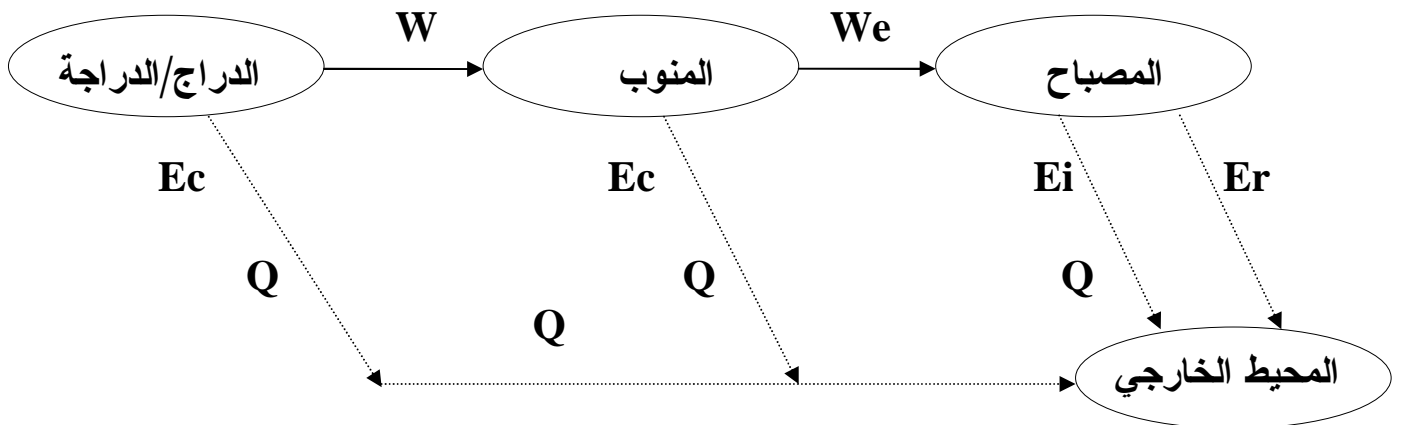 W We
الدراج/الدراجة المنوب المصباح
Ec Ec Ei Er
Q Q Q
Q
المحيط الخارجي